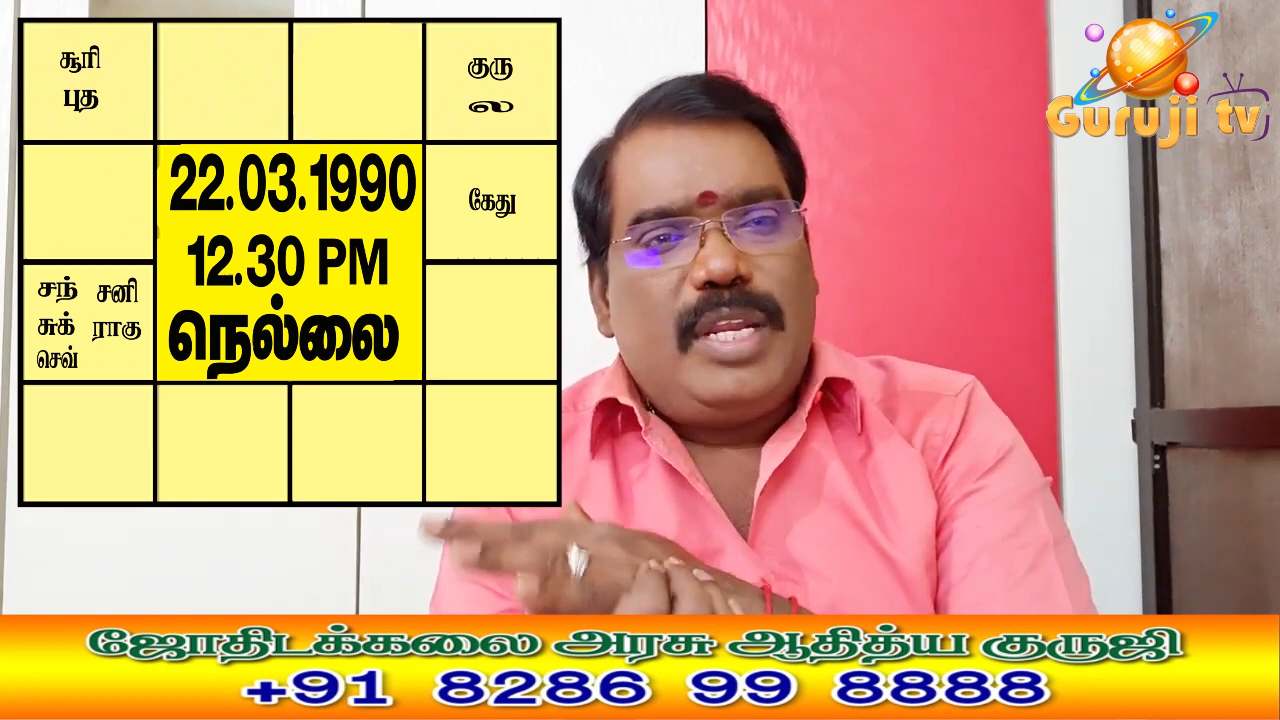 சூரி
புத
குரு
ல
கேது
சந் சனி
சுக் ராகு
செவ்
22.03.1990
12.30 PM
நெல்லை
Guruji tv
ஜோதிடக்கலை அரசு ஆதித்ய குருஜி
+91 8286 99 8888